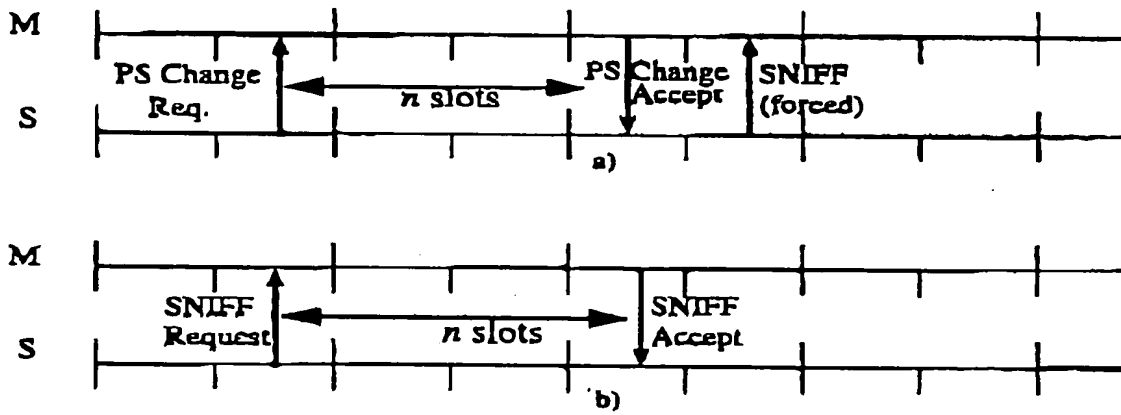 M
PS Change
Req.
n slots
PS Change
Accept
SNIFF
(forced)
S
a)
M
SNIFF
Request
n slots
SNIFF
Accept
S
b)